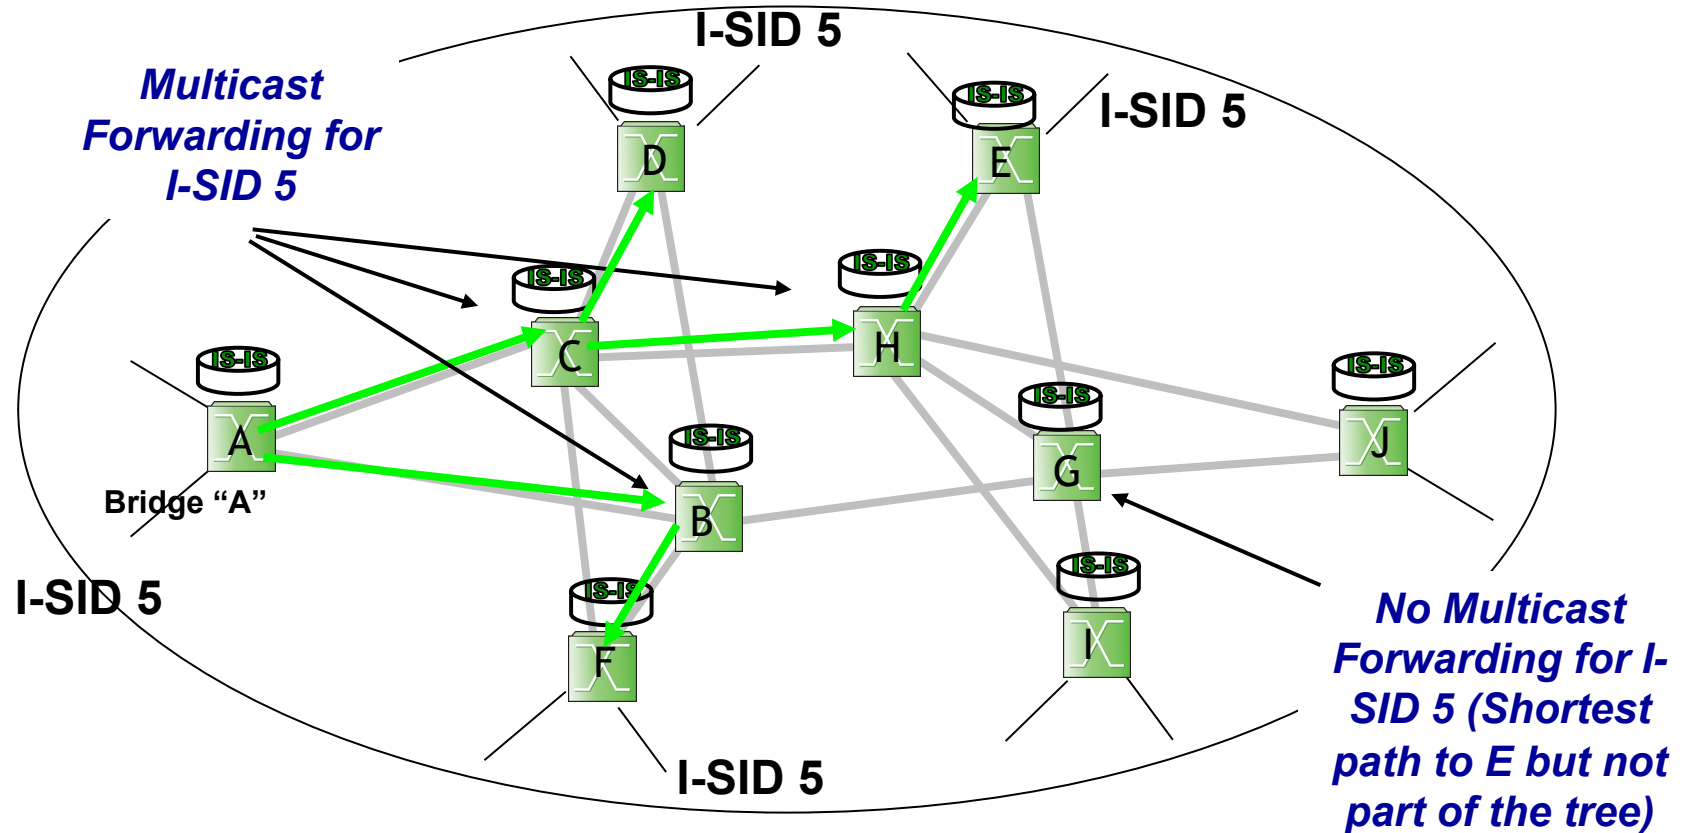 I-SID 5
Multicast
Forwarding for
I-SID 5
IS-IS
D
IS-IS
E
I-SID 5
IS-IS
C
IS-IS
H
IS-IS
A
Bridge “A”
IS-IS
B
IS-IS
G
IS-IS
J
I-SID 5
IS-IS
F
IS-IS
I
I-SID 5
No Multicast
Forwarding for I-
SID 5 (Shortest
path to E but not
part of the tree)